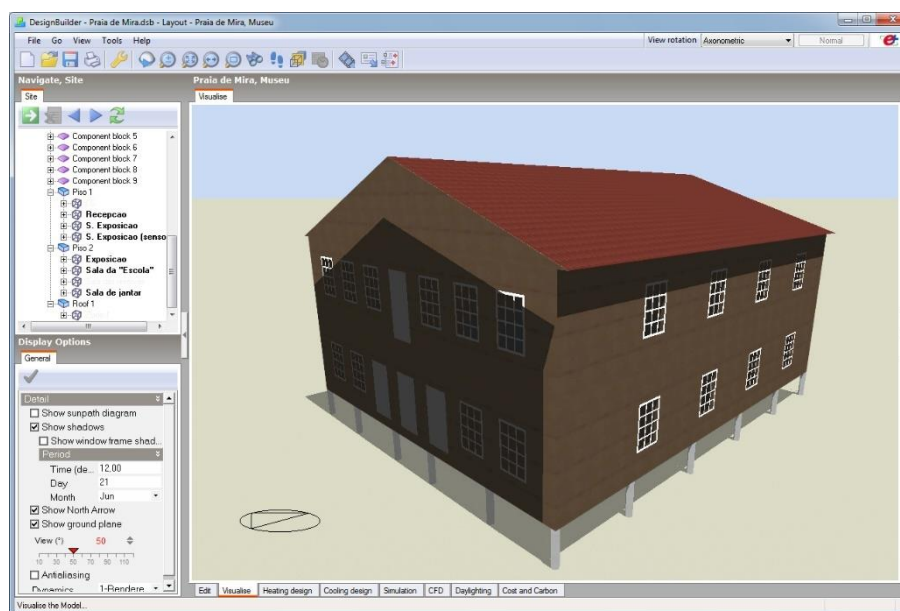 DesignBuilder - Praia de Mira.dsb - Layout - Praia de Mira, Museu
File Go View Tools Help
View rotation Axonometric Normal
Navigate, Site
Site
Component block 5
Component block 6
Component block 7
Component block 8
Component block 9
Piso 1
Recepcao
S. Exposicao
S. Exposicao (senso
Piso 2
Exposicao
Sala da "Escola"
Sala de jantar
Roof 1
Display Options
General
Detail
Show sunpath diagram
Show shadows
Show window frame shad...
Period
Time (de... 12,00
Day 21
Month Jun
Show North Arrow
Show ground plane
View (°) 50
10 30 50 70 90 110
Antialiasing
Dynamics 1-Rendere
Praia de Mira, Museu
Visualise
Edit Visualise Heating design Cooling design Simulation CFD Daylighting Cost and Carbon
Visualise the Model...